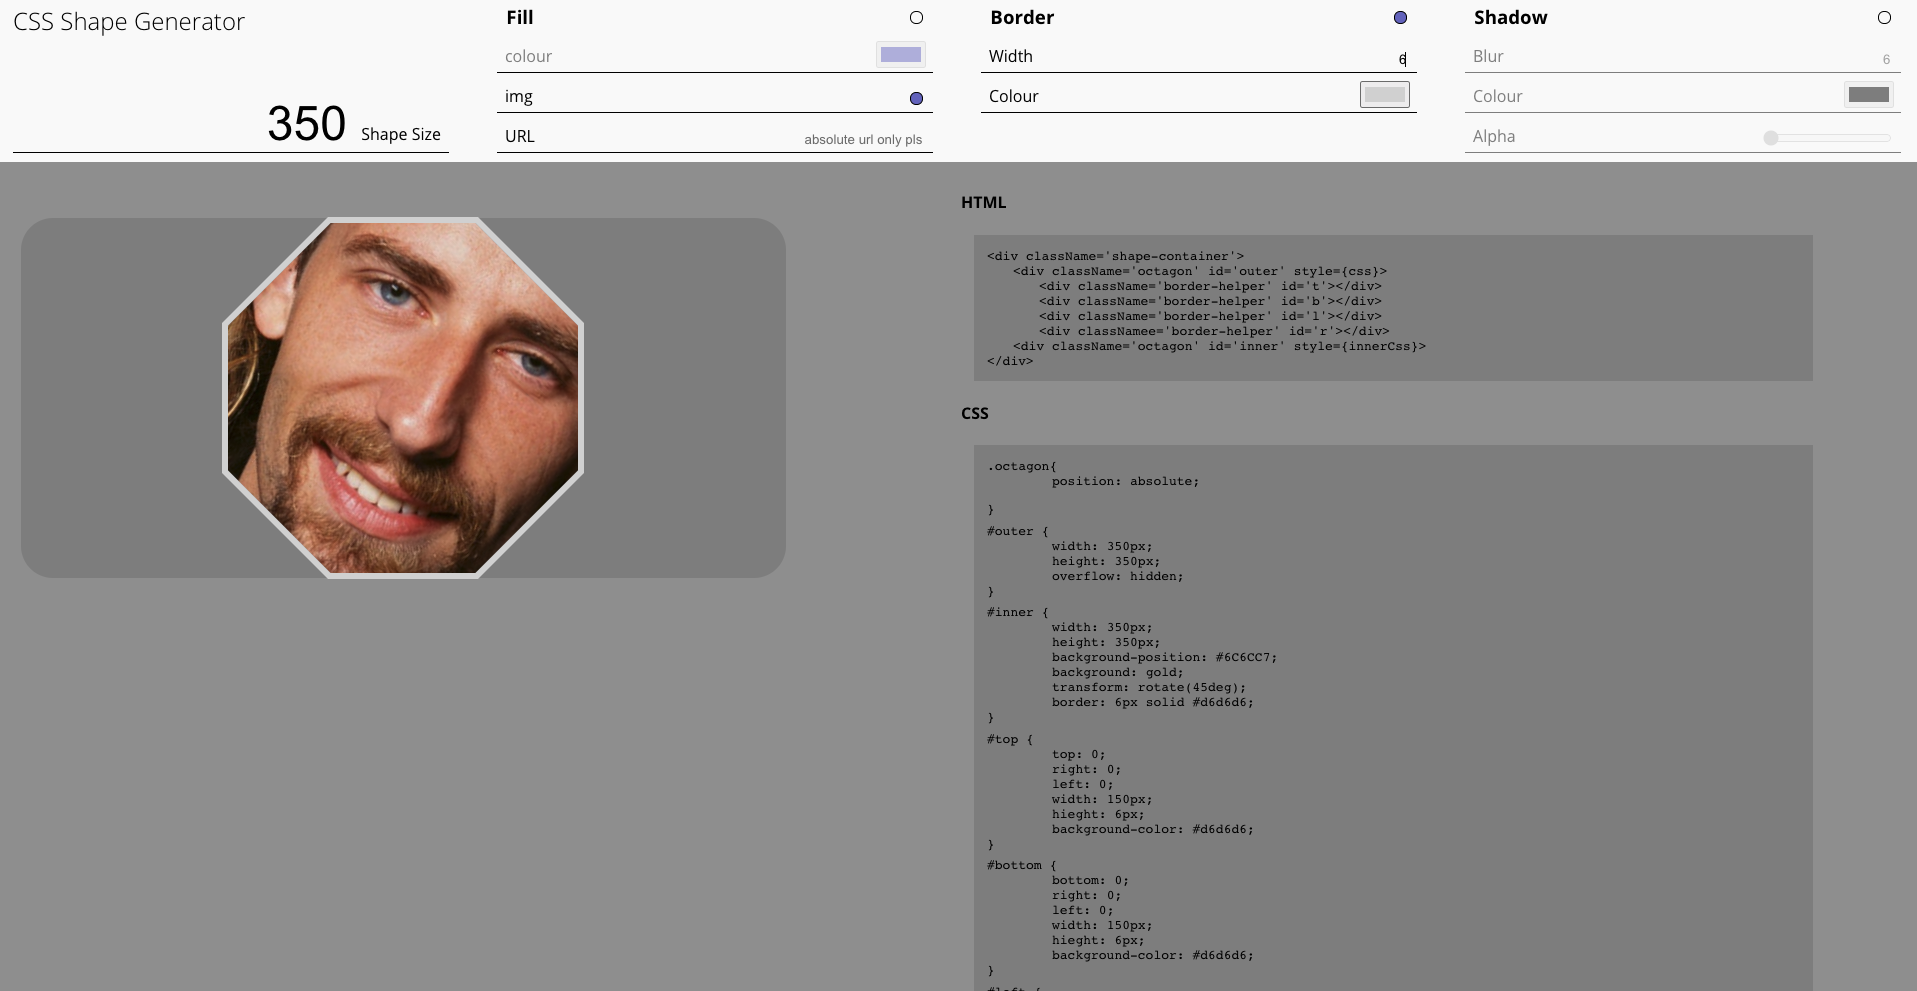 CSS Shape Generator
350 Shape Size
Fill
colour
img
URL absolute url only pls
Border
Width 6
Colour
Shadow
Blur 6
Colour
Alpha
HTML
<div className='shape-container'>
<div className='octagon' id='outer' style={css}>
<div className='border-helper' id='t'></div>
<div className='border-helper' id='b'></div>
<div className='border-helper' id='l'></div>
<div classNamee='border-helper' id='r'></div>
<div className='octagon' id='inner' style={innerCss}>
</div>
CSS
.octagon{
position: absolute;
}
#outer {
width: 350px;
height: 350px;
overflow: hidden;
}
#inner {
width: 350px;
height: 350px;
background-position: #6C6CC7;
background: gold;
transform: rotate(45deg);
border: 6px solid #d6d6d6;
}
#top {
top: 0;
right: 0;
left: 0;
width: 150px;
hieght: 6px;
background-color: #d6d6d6;
}
#bottom {
bottom: 0;
right: 0;
left: 0;
width: 150px;
hieght: 6px;
background-color: #d6d6d6;
}
#left {